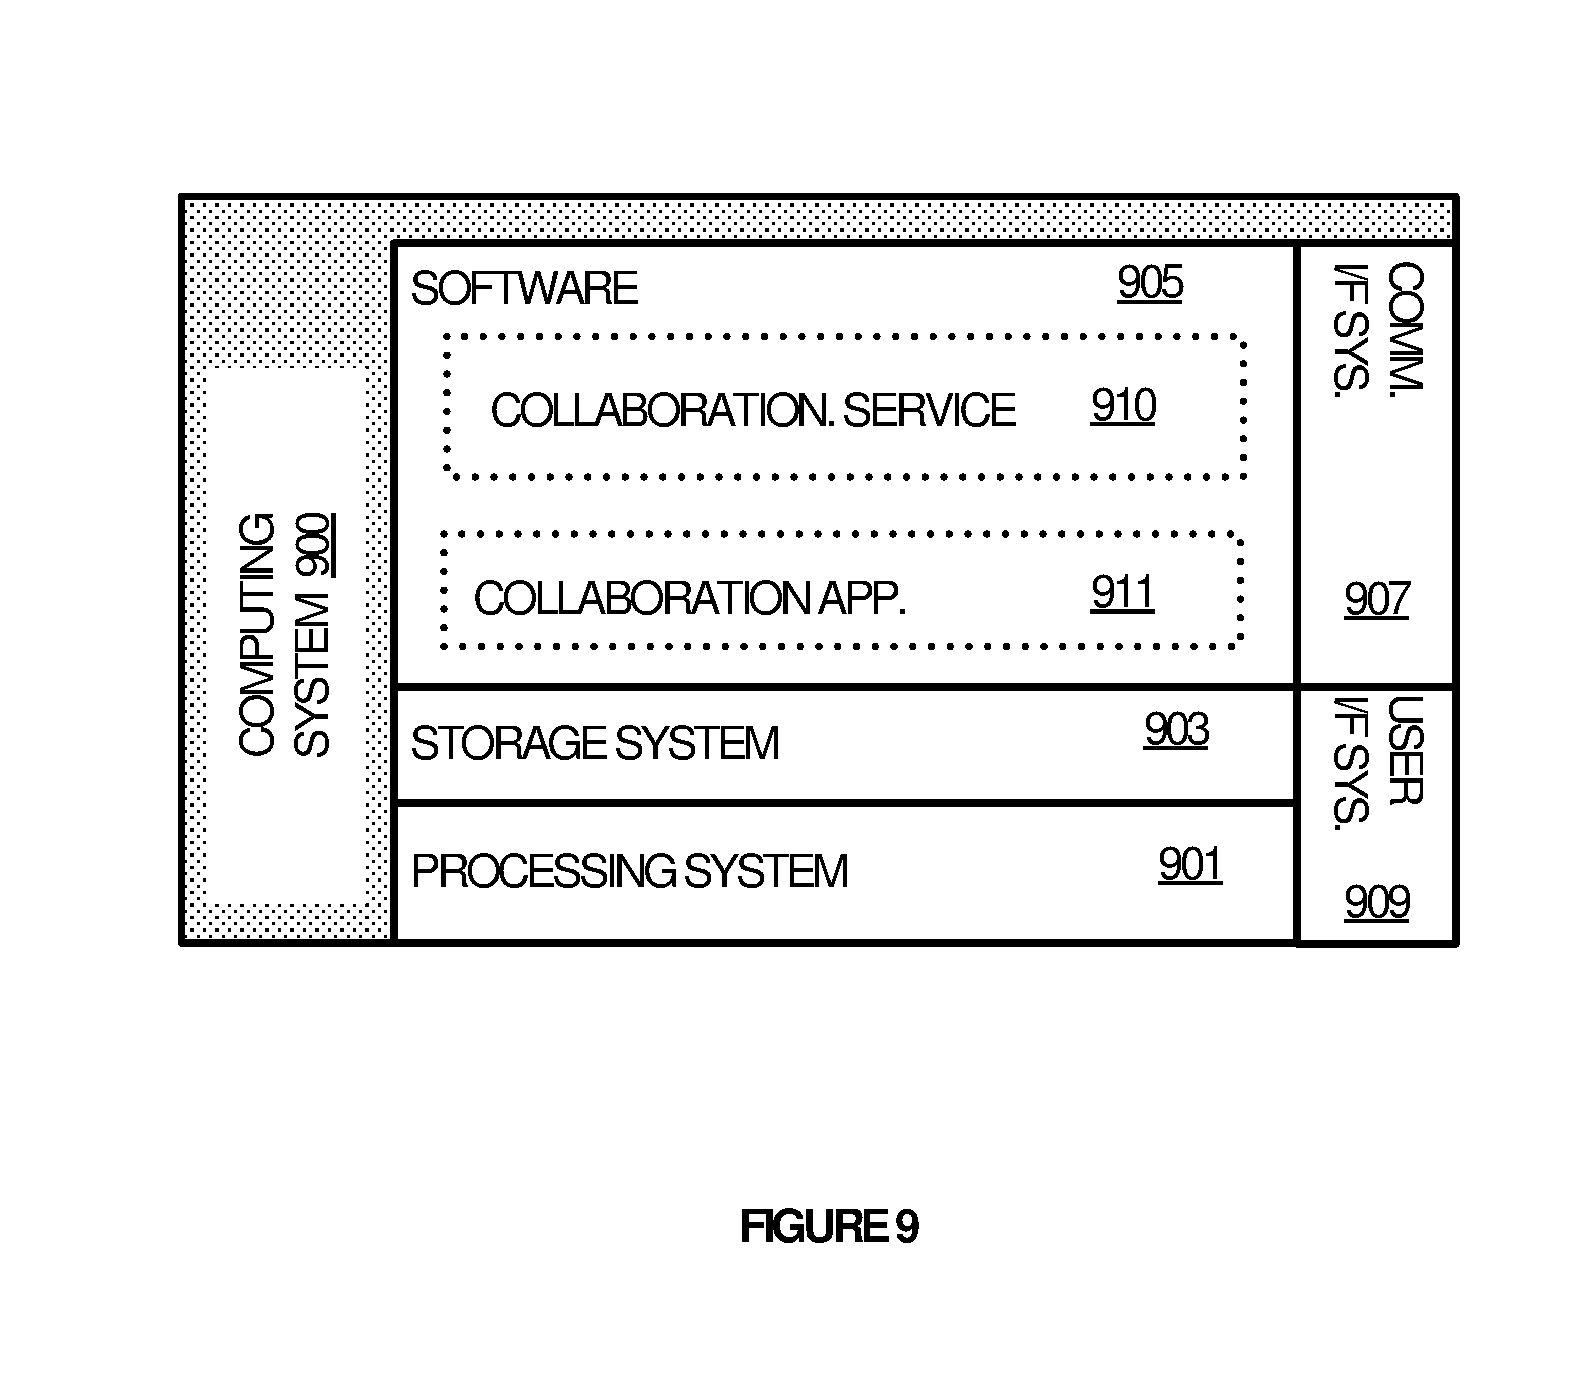 COMPUTING
SYSTEM 900
SOFTWARE 905
COLLABORATION. SERVICE 910
COLLABORATION APP. 911
STORAGE SYSTEM 903
PROCESSING SYSTEM 901
COMM.
I/F SYS.
907
USER
I/F SYS.
909
FIGURE 9